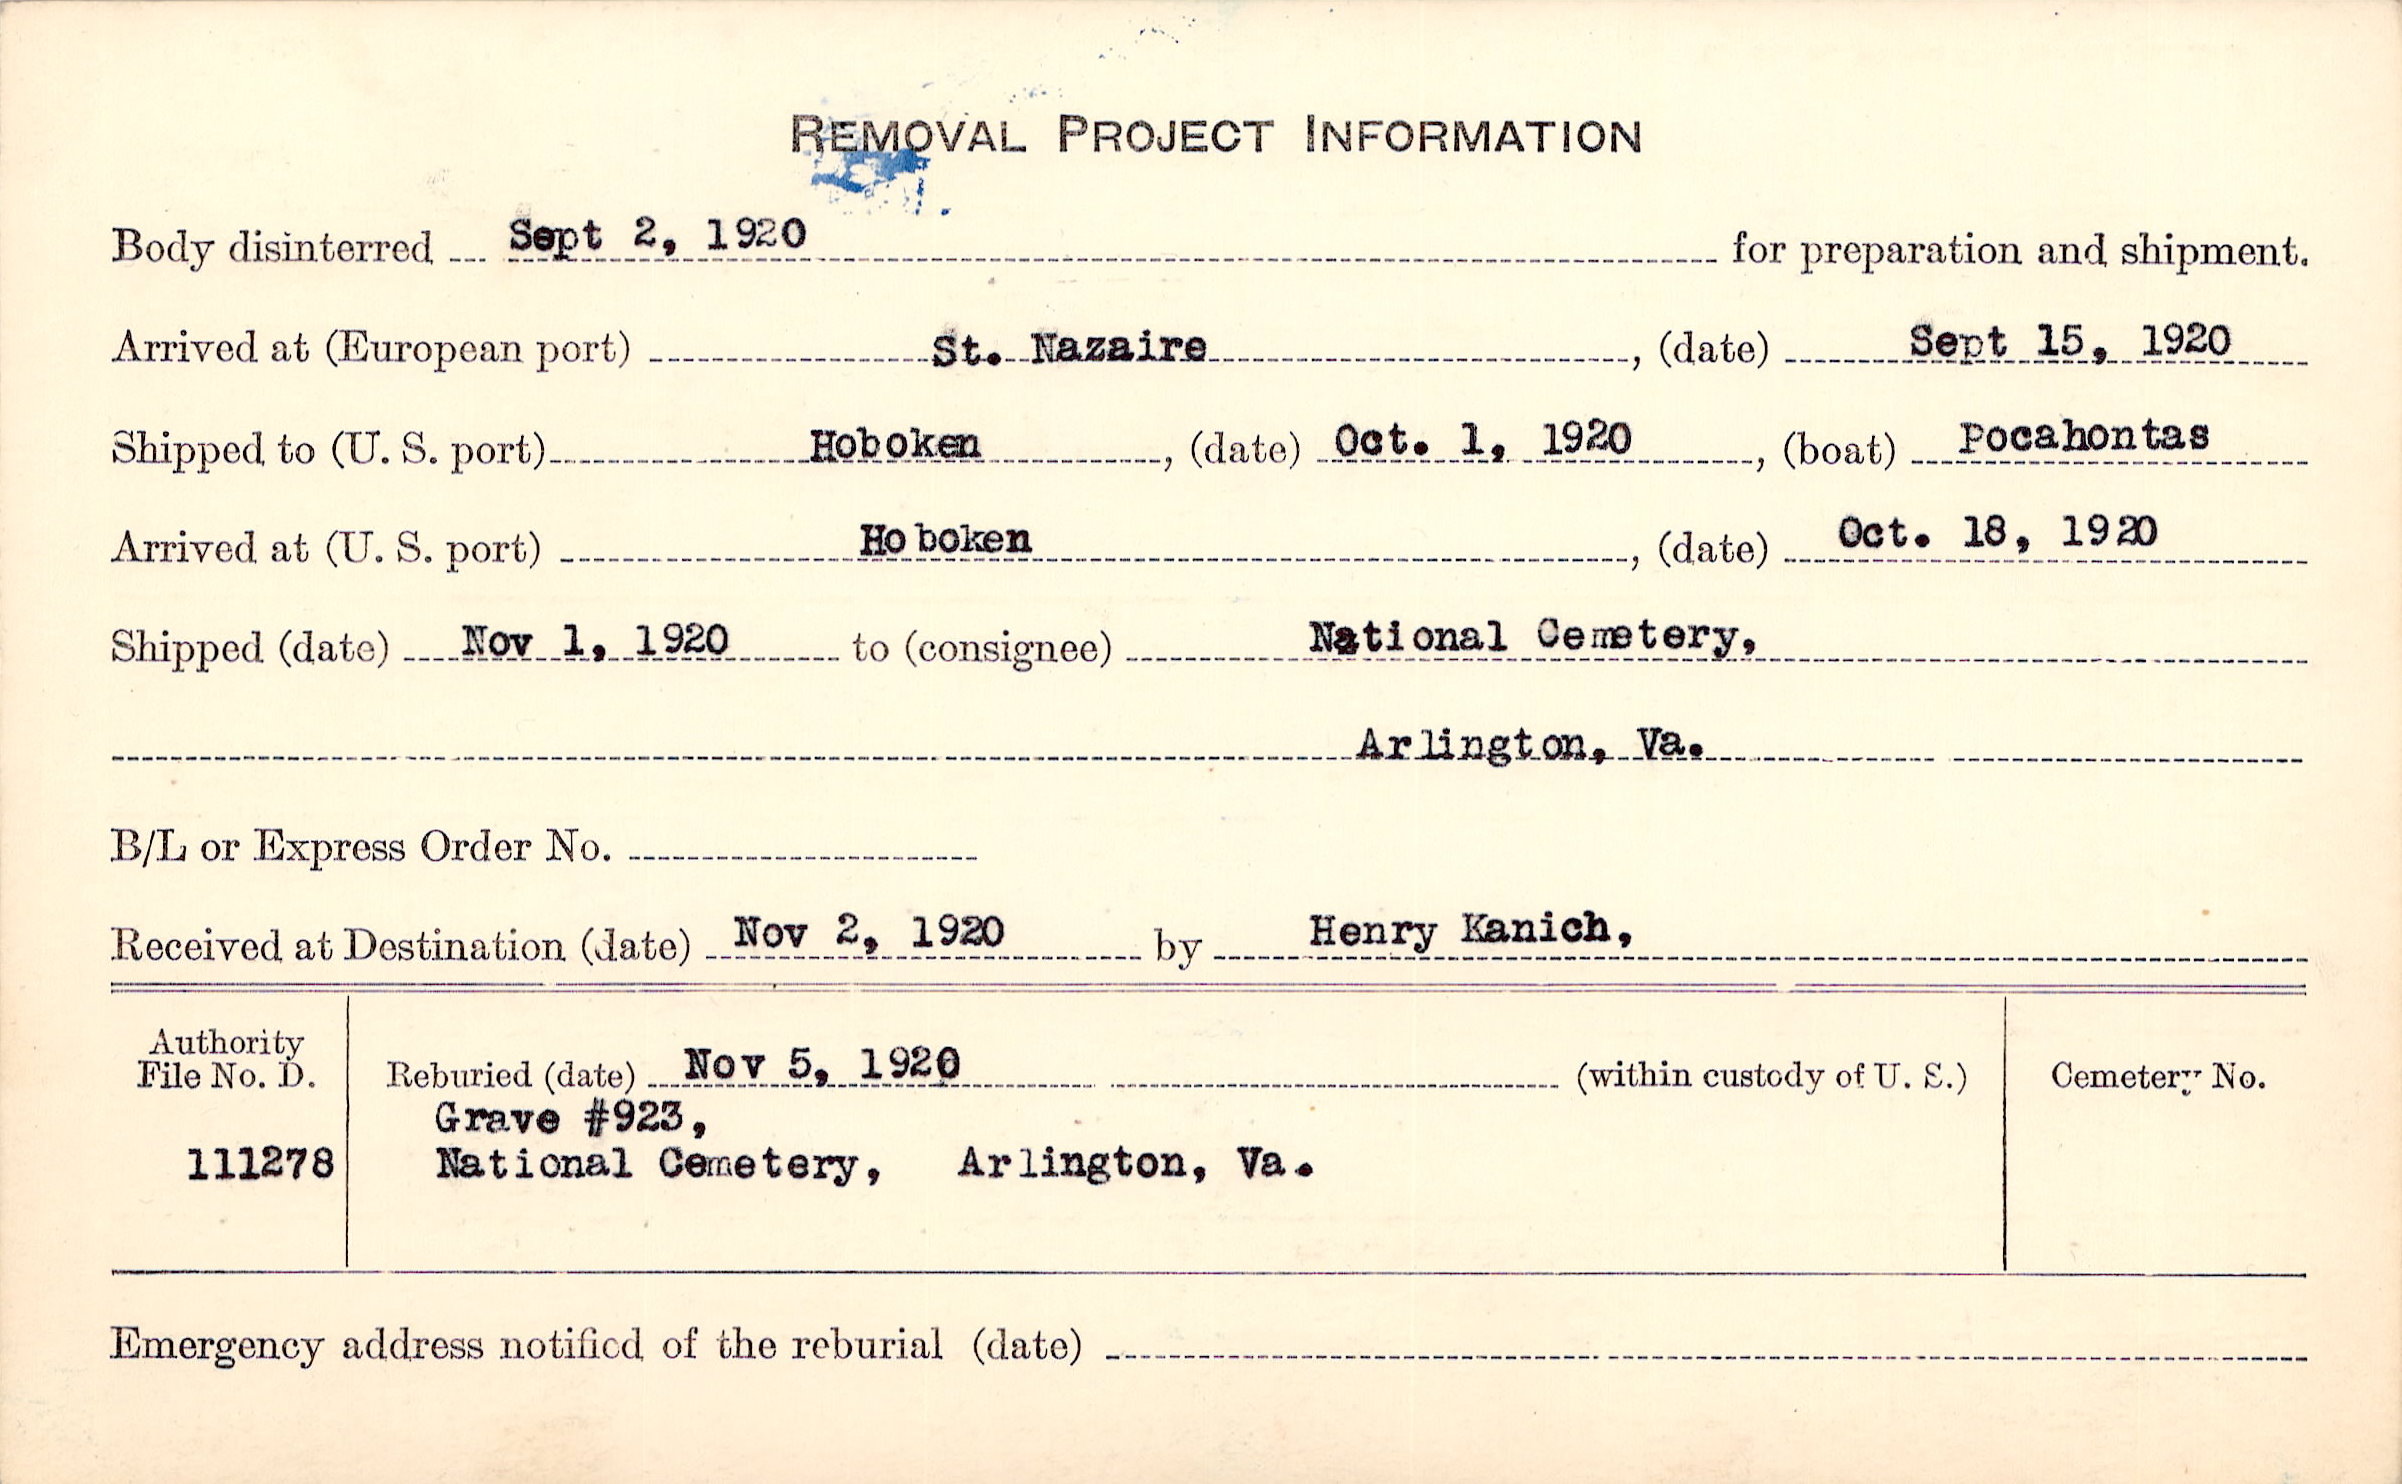 REMOVAL PROJECT INFORMATION
Body disinterred Sept 2, 1920 for preparation and shipment.
Arrived at (European port) St. Nazaire, (date) Sept 15, 1920
Shipped to (U. S. port) Hoboken, (date) Oct. 1, 1920, (boat) Pocahontas
Arrived at (U. S. port) Hoboken, (date) Oct. 18, 1920
Shipped (date) Nov 1, 1920 to (consignee) National Cemetery,
Arlington, Va.
B/L or Express Order No.
Received at Destination (date) Nov 2, 1920 by Henry Kanich,
Authority
File No. D.
111278
Reburied (date) Nov 5, 1920 (within custody of U. S.)
Grave #923,
National Cemetery, Arlington, Va.
Cemetery No.
Emergency address notified of the reburial (date)